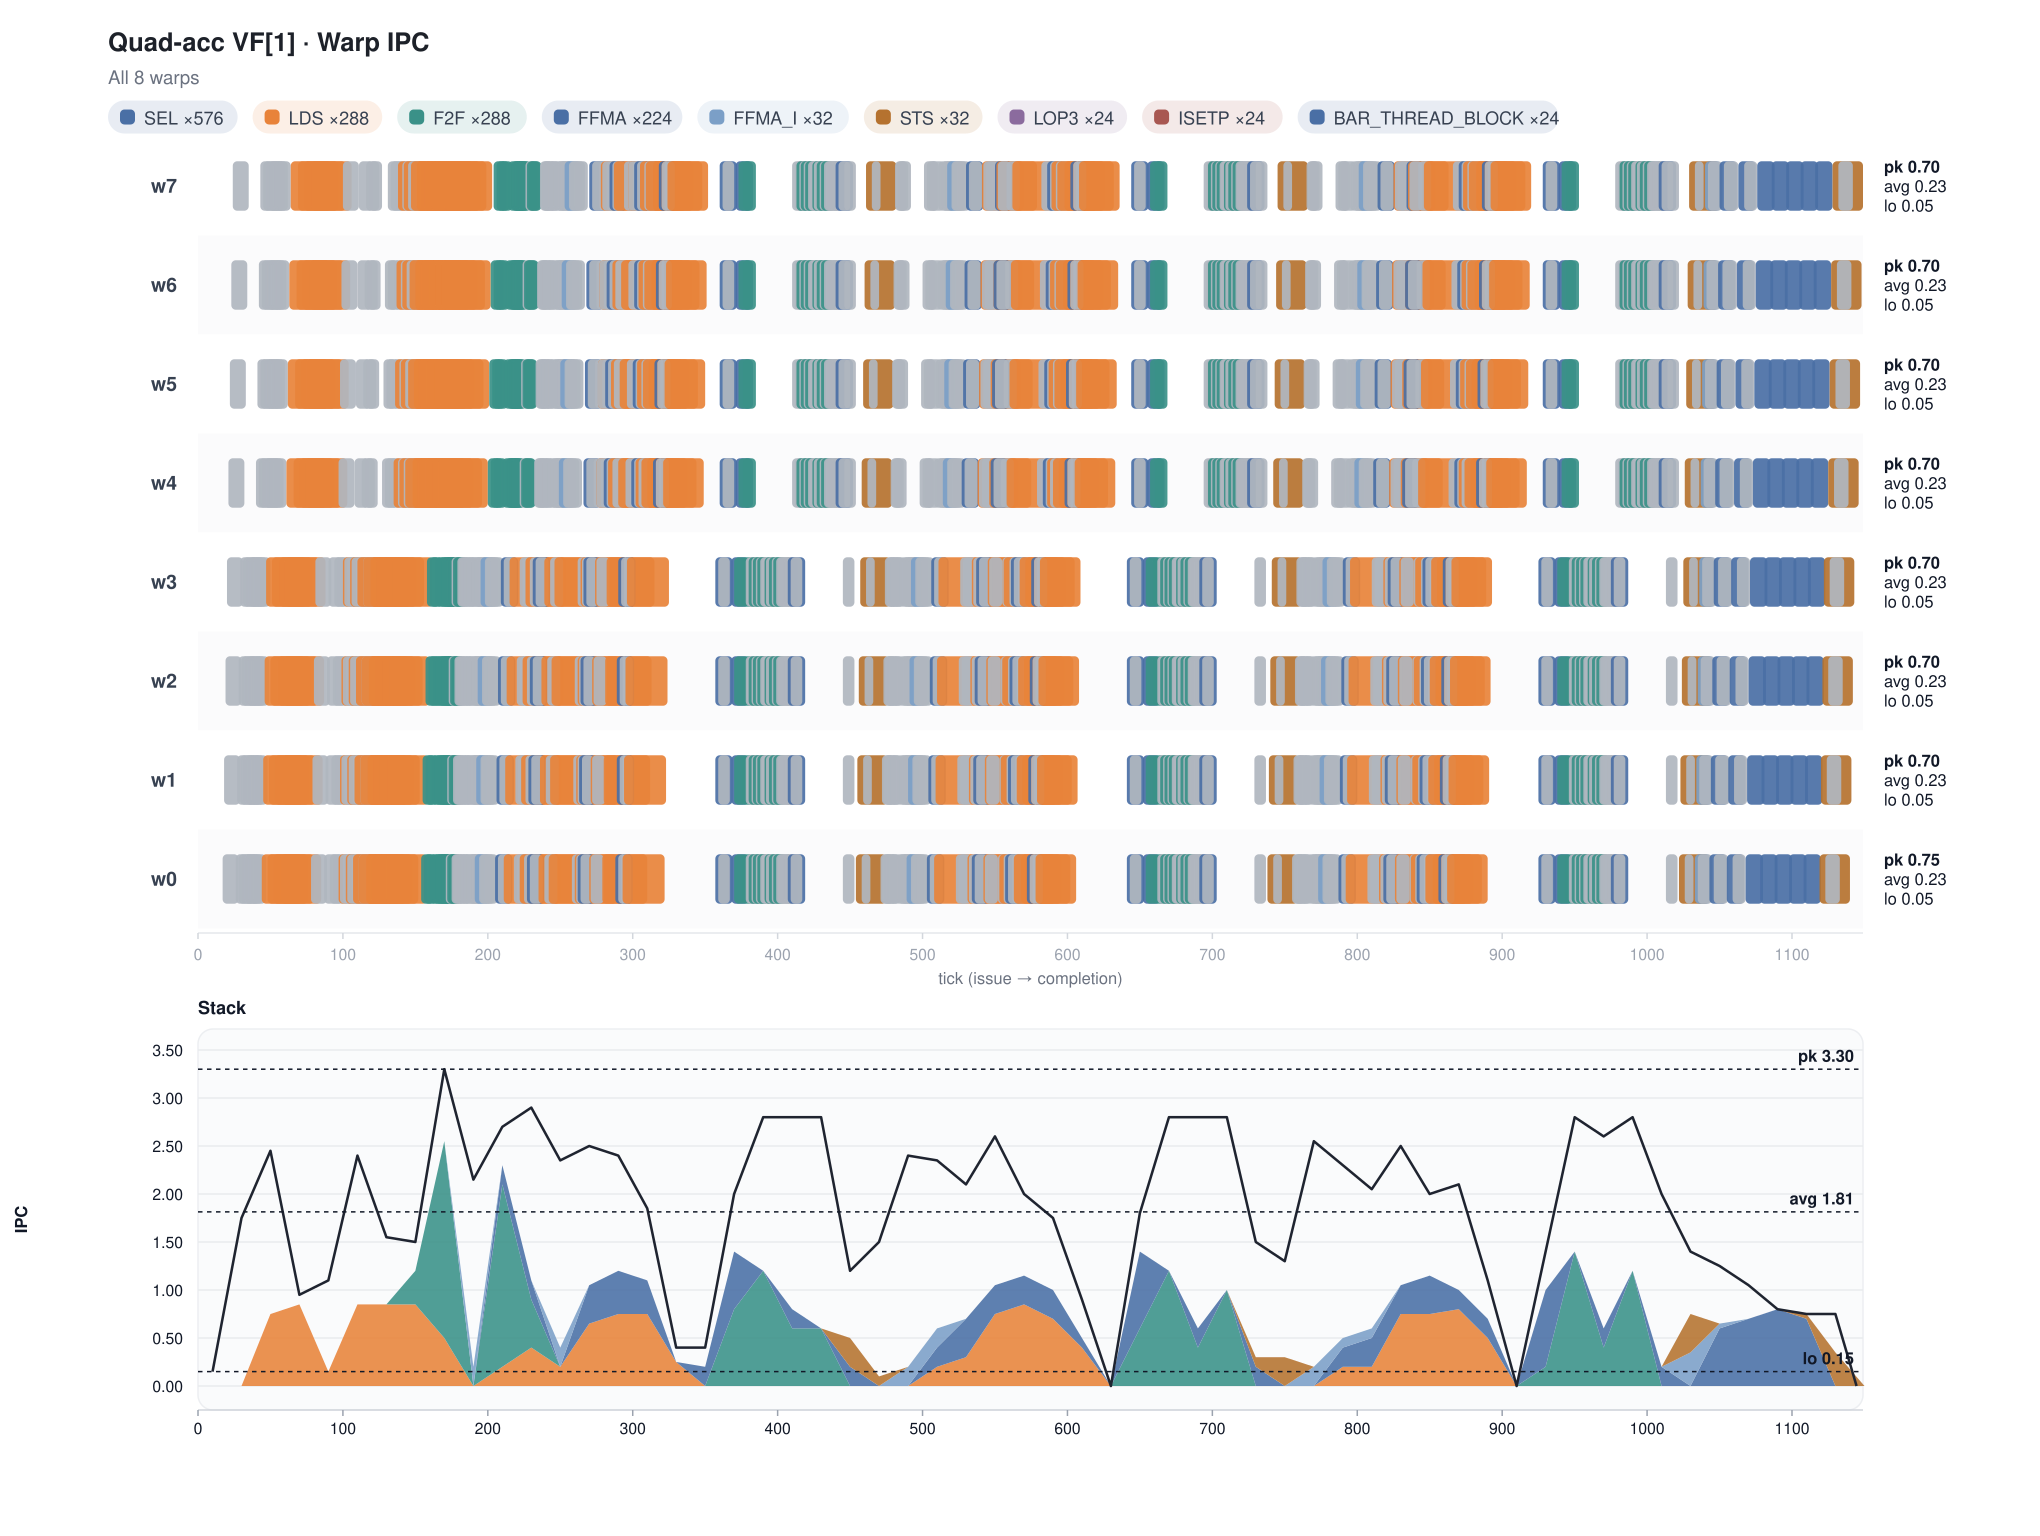 Quad-acc VF[1] · Warp IPC
All 8 warps
SEL ×576 LDS ×288 F2F ×288 FFMA ×224 FFMA_I ×32 STS ×32 LOP3 ×24 ISETP ×24 BAR_THREAD_BLOCK ×24
w7
pk 0.70
avg 0.23
lo 0.05
w6
pk 0.70
avg 0.23
lo 0.05
w5
pk 0.70
avg 0.23
lo 0.05
w4
pk 0.70
avg 0.23
lo 0.05
w3
pk 0.70
avg 0.23
lo 0.05
w2
pk 0.70
avg 0.23
lo 0.05
w1
pk 0.70
avg 0.23
lo 0.05
w0
pk 0.75
avg 0.23
lo 0.05
0 100 200 300 400 500 600 700 800 900 1000 1100
tick (issue → completion)
Stack
IPC
3.50
pk 3.30
3.00
2.50
2.00
avg 1.81
1.50
1.00
0.50
lo 0.15
0.00
0 100 200 300 400 500 600 700 800 900 1000 1100